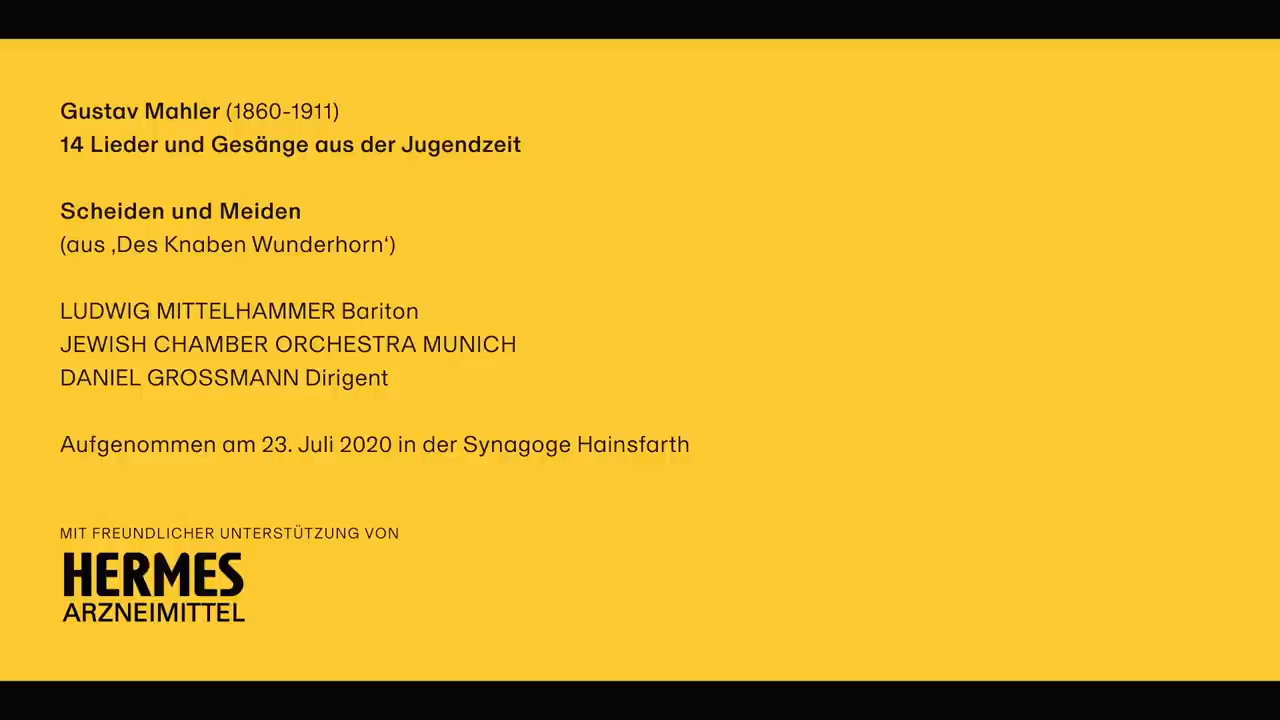 Gustav Mahler (1860-1911)
14 Lieder und Gesänge aus der Jugendzeit
Scheiden und Meiden
(aus ‚Des Knaben Wunderhorn‘)
LUDWIG MITTELHAMMER Bariton
JEWISH CHAMBER ORCHESTRA MUNICH
DANIEL GROSSMANN Dirigent
Aufgenommen am 23. Juli 2020 in der Synagoge Hainsfarth
MIT FREUNDLICHER UNTERSTÜTZUNG VON
HERMES
ARZNEIMITTEL